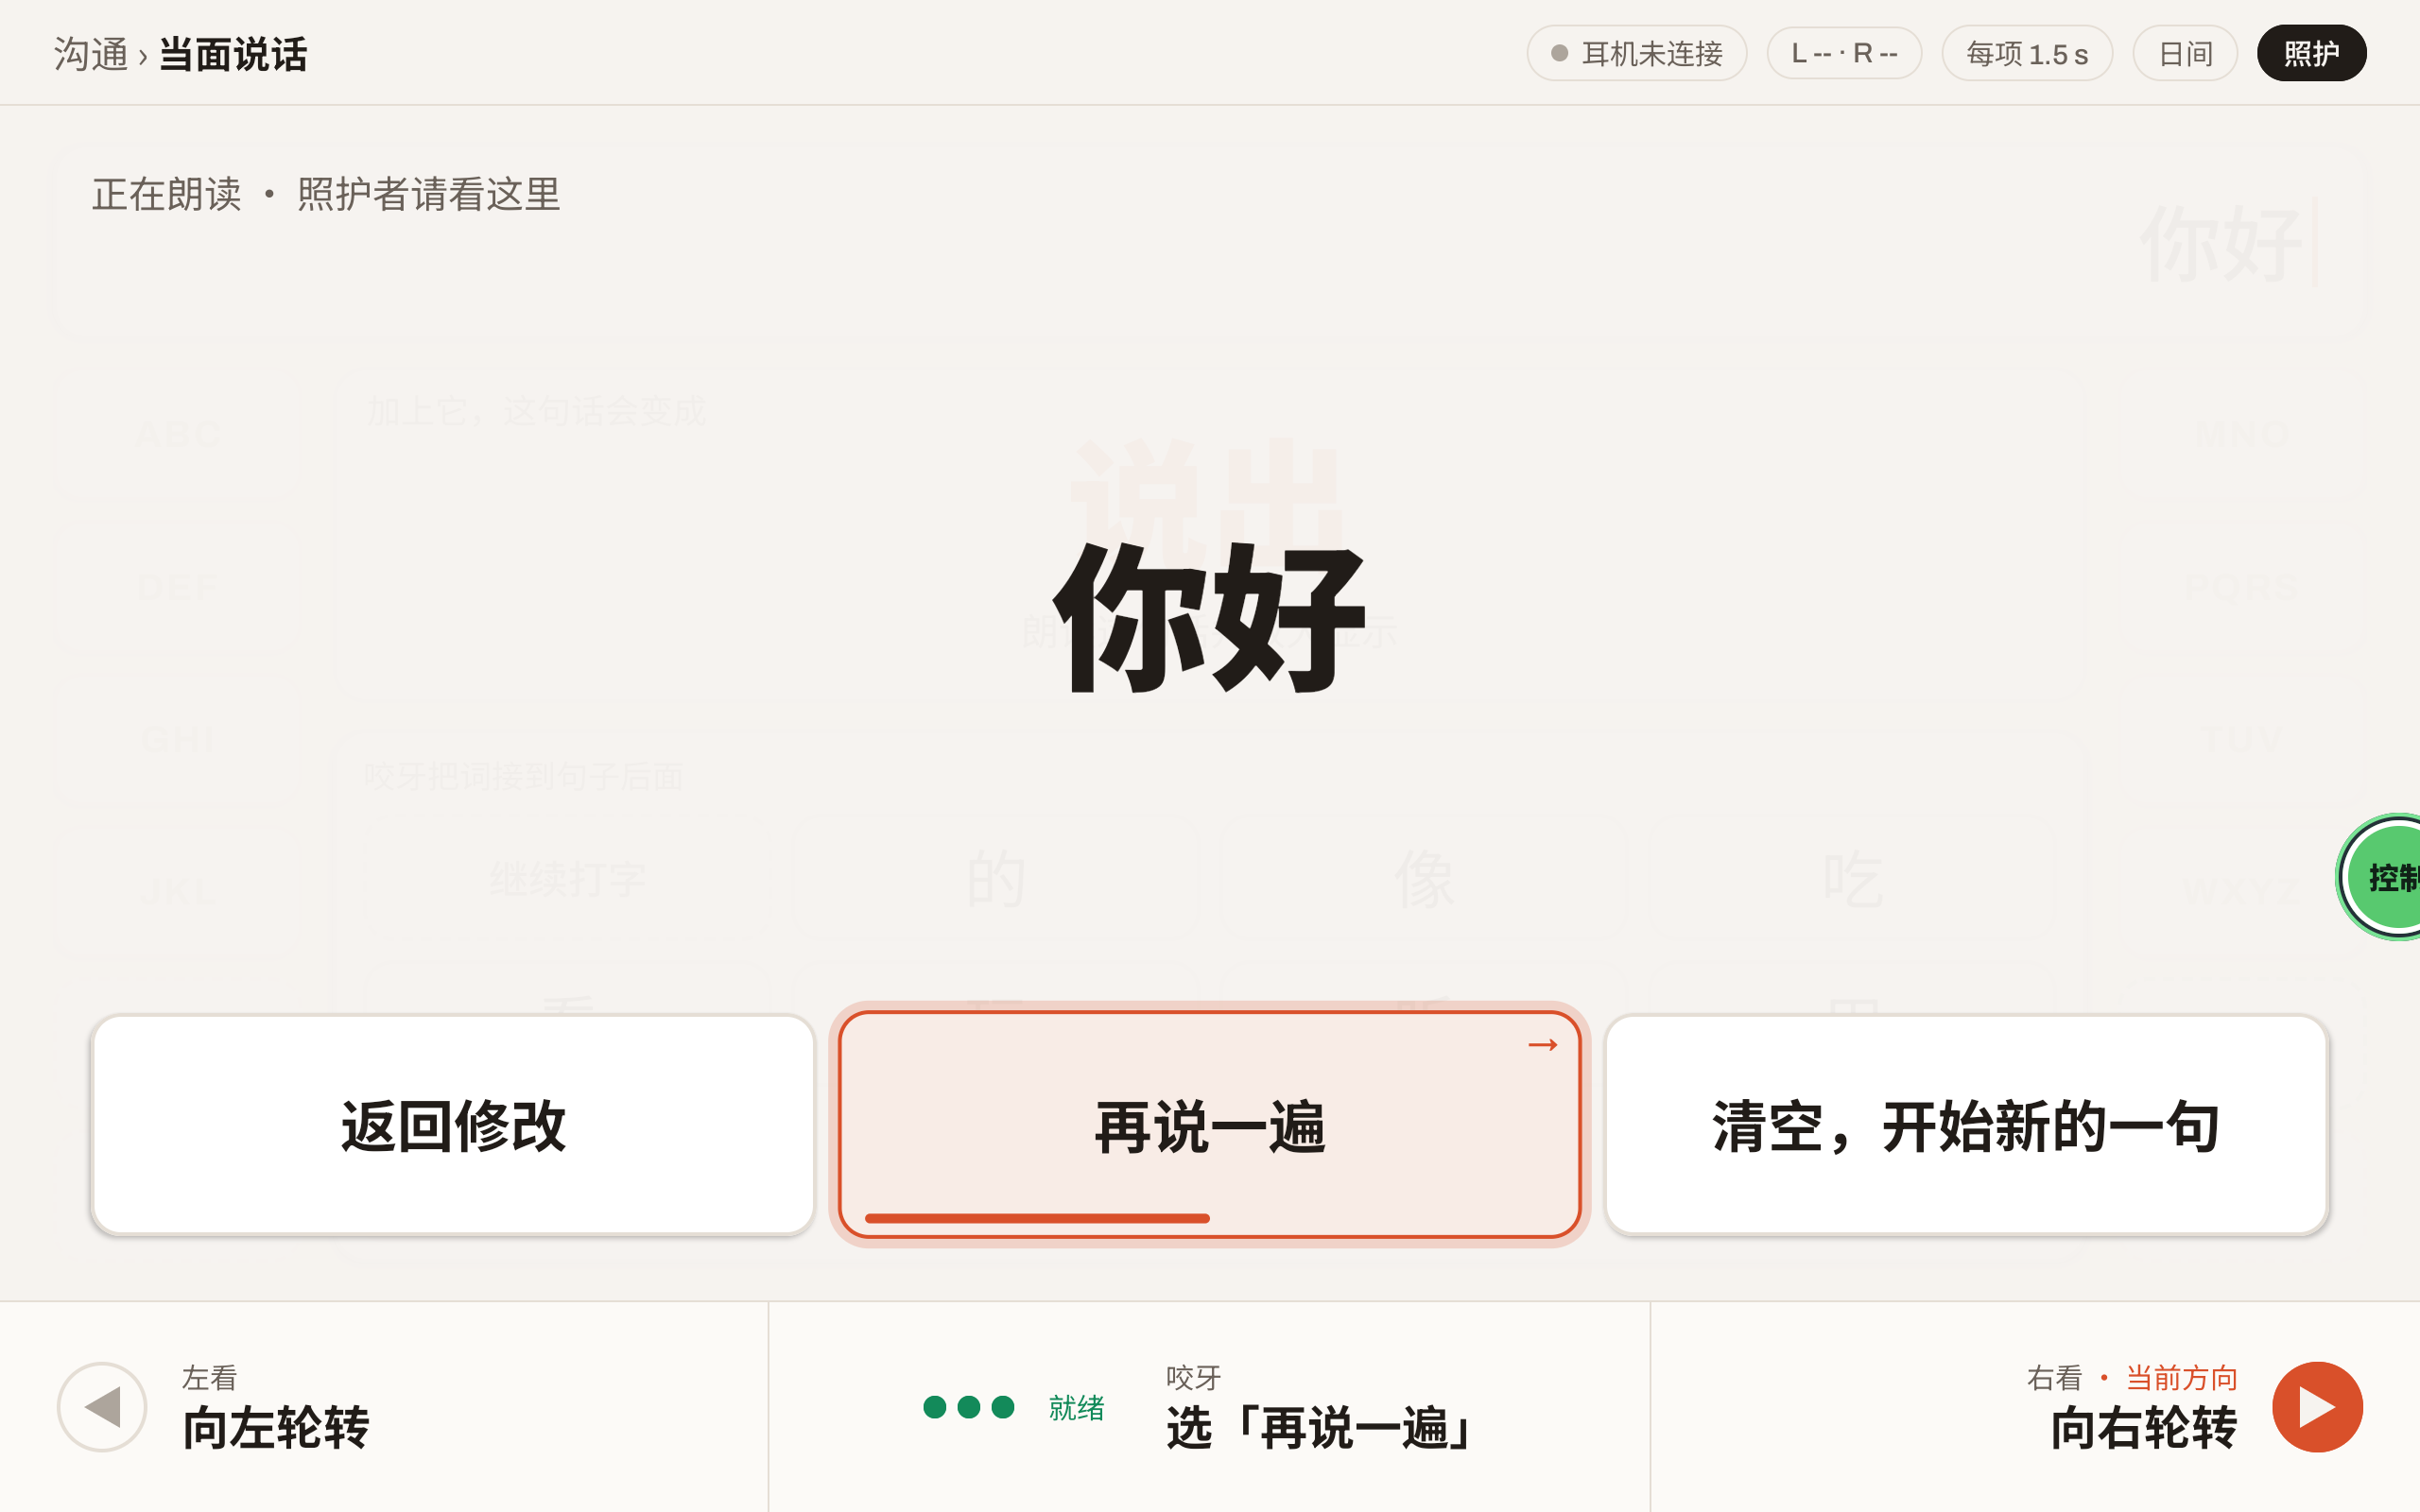 沟通 › 当面说话
耳机未连接
L -- · R --
每项 1.5 s
日间
照护
正在朗读 · 照护者请看这里
你好
ABC
加上它，这句话会变成
MNO
说出
你好
DEF
PQRS
GHI
TUV
咬牙把词接到句子后面
JKL
继续打字
的
像
吃
WXYZ
控制
返回修改
再说一遍
→
清空，开始新的一句
左看
向左轮转
就绪
咬牙
选「再说一遍」
右看 · 当前方向
向右轮转